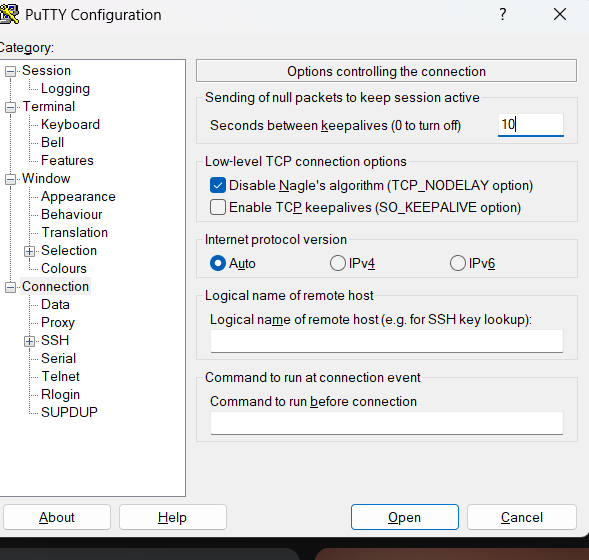 PuTTY Configuration
Category:
Session
Logging
Terminal
Keyboard
Bell
Features
Window
Appearance
Behaviour
Translation
Selection
Colours
Connection
Data
Proxy
SSH
Serial
Telnet
Rlogin
SUPDUP
Options controlling the connection
Sending of null packets to keep session active
Seconds between keepalives (0 to turn off) 10
Low-level TCP connection options
Disable Nagle's algorithm (TCP_NODELAY option)
Enable TCP keepalives (SO_KEEPALIVE option)
Internet protocol version
Auto IPv4 IPv6
Logical name of remote host
Logical name of remote host (e.g. for SSH key lookup):
Command to run at connection event
Command to run before connection
About Help Open Cancel